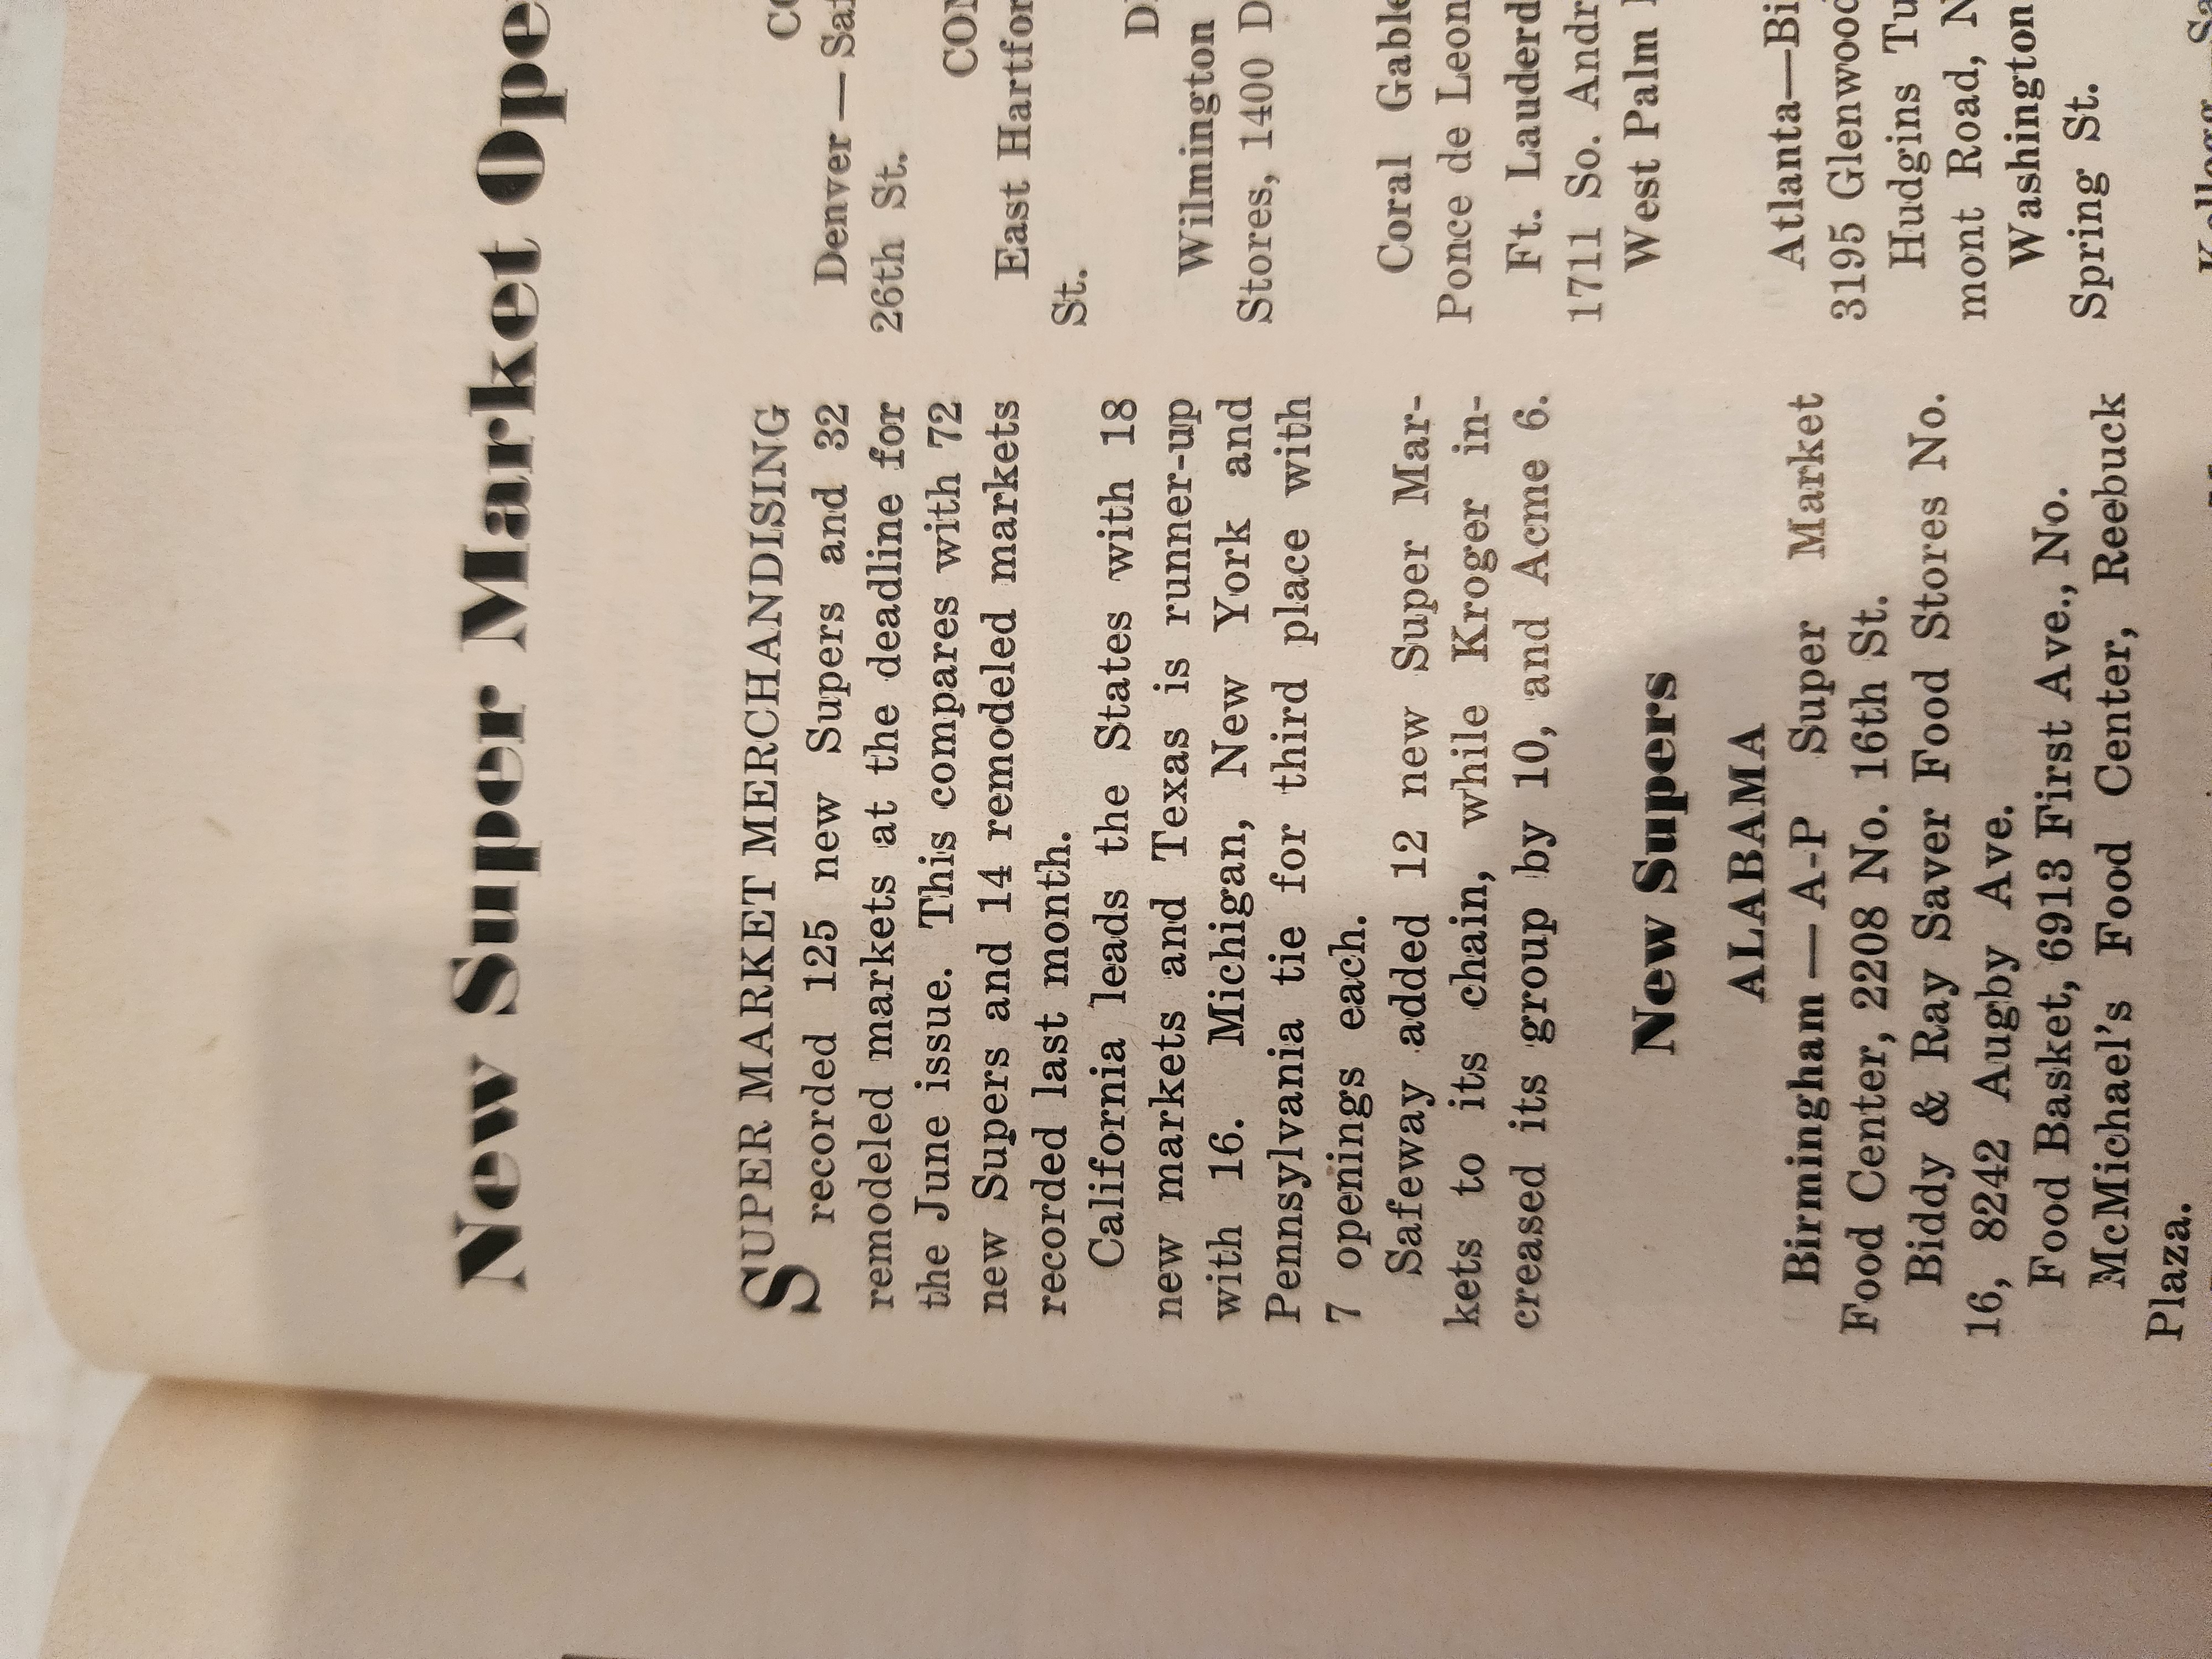 New Super Market Ope
SUPER MARKET MERCHANDISING
recorded 125 new Supers and 32
remodeled markets at the deadline for
the June issue. This compares with 72
new Supers and 14 remodeled markets
recorded last month.
California leads the States with 18
new markets and Texas is runner-up
with 16. Michigan, New York and
Pennsylvania tie for third place with
7 openings each.
Safeway added 12 new Super Mar-
kets to its chain, while Kroger in-
creased its group by 10, and Acme 6.
New Supers
ALABAMA
Birmingham — A-P Super Market
Food Center, 2208 No. 16th St.
Biddy & Ray Saver Food Stores No.
16, 8242 Augby Ave.
Food Basket, 6913 First Ave., No.
McMichael's Food Center, Reebuck
Plaza.
CO
Denver — Saf
26th St.
CON
East Hartfor
St.
D
Wilmington
Stores, 1400 D
Coral Gable
Ponce de Leon
Ft. Lauderd
1711 So. Andr
West Palm
Atlanta—Bi
3195 Glenwood
Hudgins Tu
mont Road, N
Washington
Spring St.